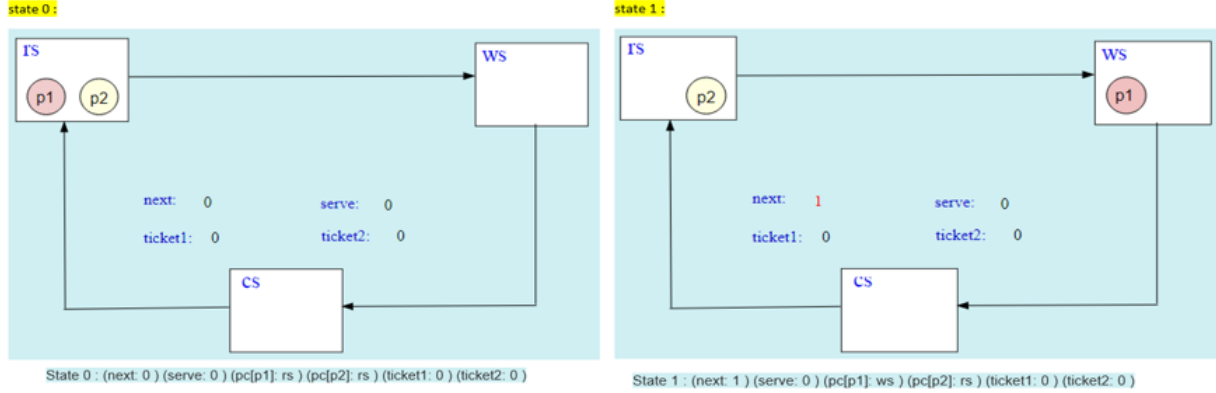 state 0 :
rs
ws
p1 p2
next: 0
serve: 0
ticket1: 0
ticket2: 0
cs
State 0 : (next: 0 ) (serve: 0 ) (pc[p1]: rs ) (pc[p2]: rs ) (ticket1: 0 ) (ticket2: 0 )
state 1 :
rs
ws
p2
p1
next: 1
serve: 0
ticket1: 0
ticket2: 0
cs
State 1 : (next: 1 ) (serve: 0 ) (pc[p1]: ws ) (pc[p2]: rs ) (ticket1: 0 ) (ticket2: 0 )